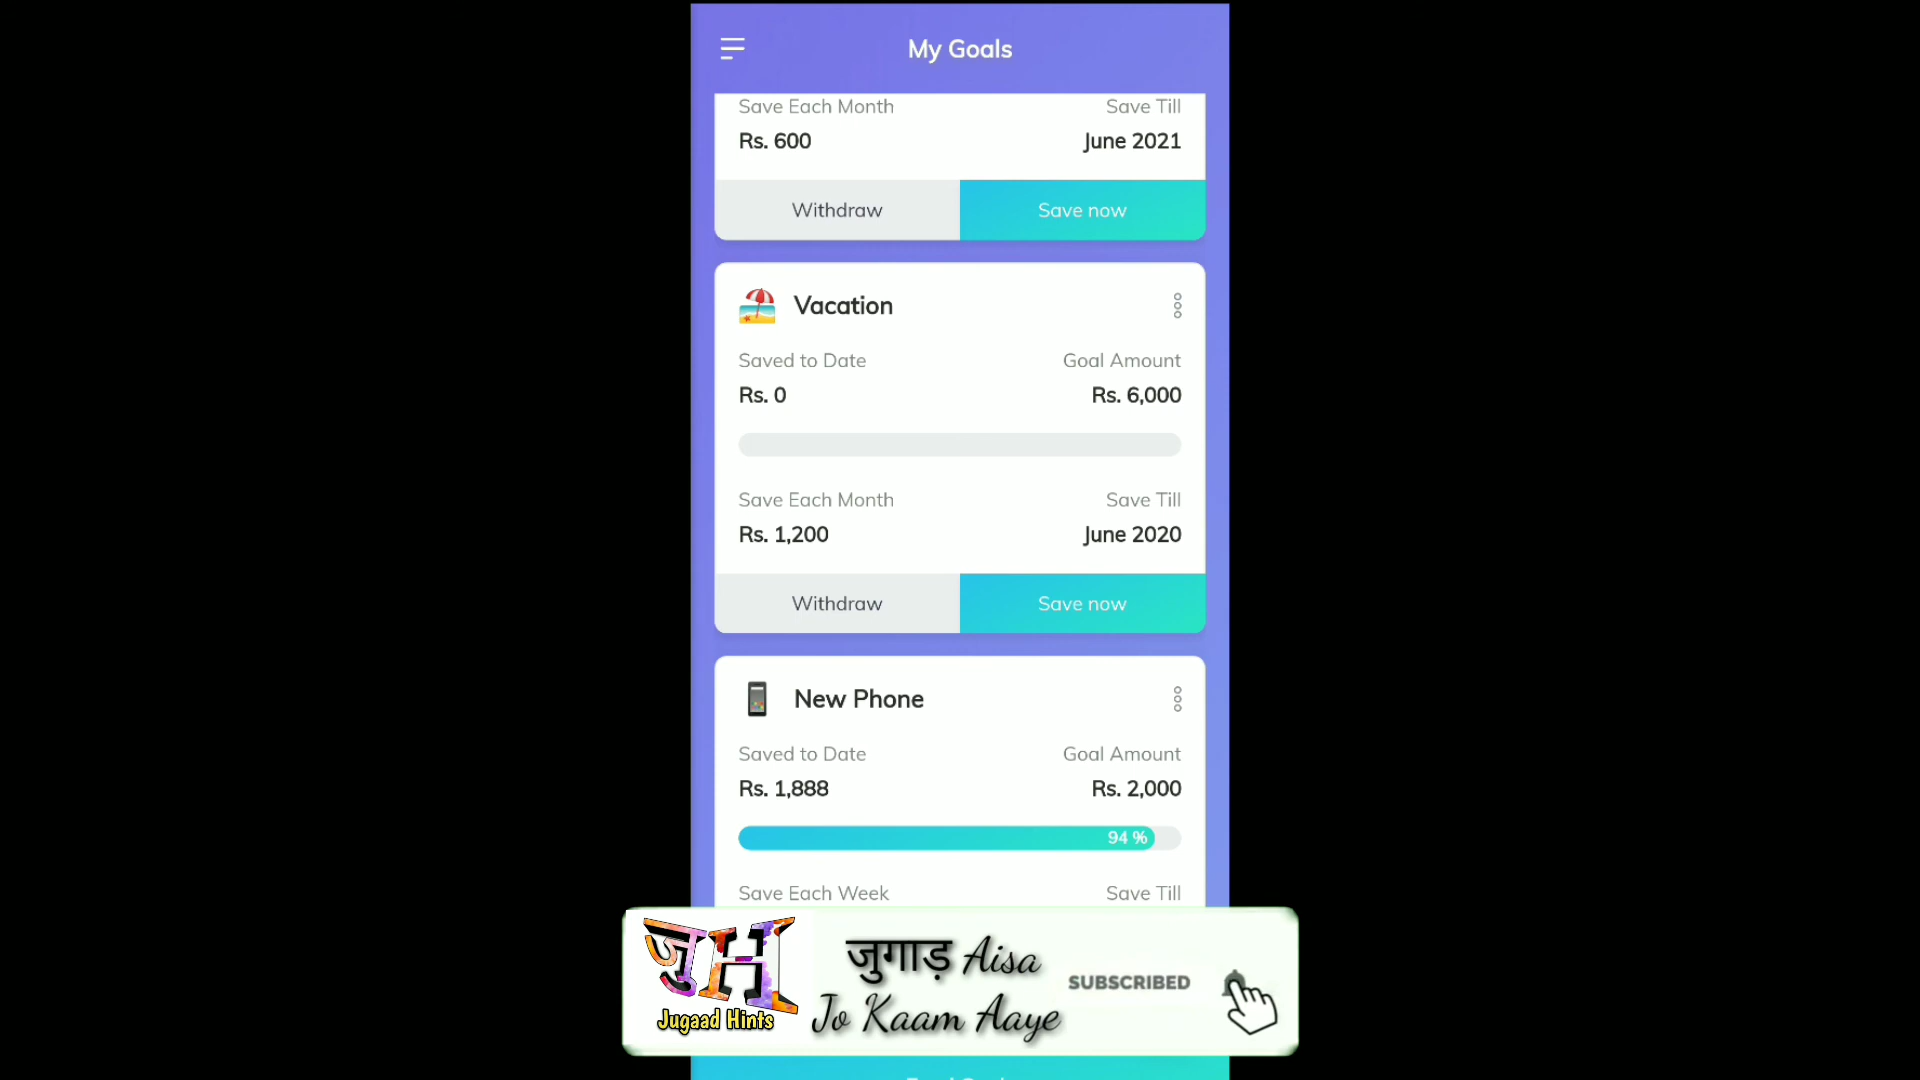 My Goals
Save Each Month Save Till
Rs. 600 June 2021
Withdraw Save now
Vacation
Saved to Date Goal Amount
Rs. 0 Rs. 6,000
Save Each Month Save Till
Rs. 1,200 June 2020
Withdraw Save now
New Phone
Saved to Date Goal Amount
Rs. 1,888 Rs. 2,000
94 %
Save Each Week Save Till
जुH
Jugaad Hints
जुगाड़ Aisa
Jo Kaam Aaye
SUBSCRIBED